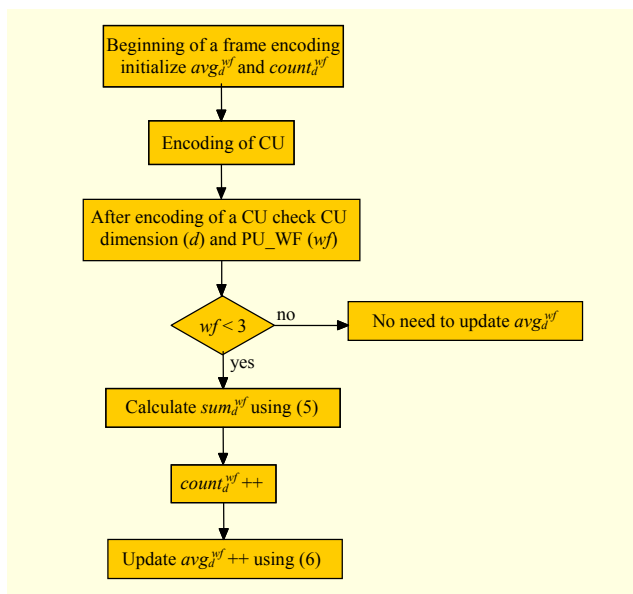 Beginning of a frame encoding
initialize avg_d^wf and count_d^wf
Encoding of CU
After encoding of a CU check CU
dimension (d) and PU_WF (wf)
wf < 3
no
No need to update avg_d^wf
yes
Calculate sum_d^wf using (5)
count_d^wf ++
Update avg_d^wf ++ using (6)